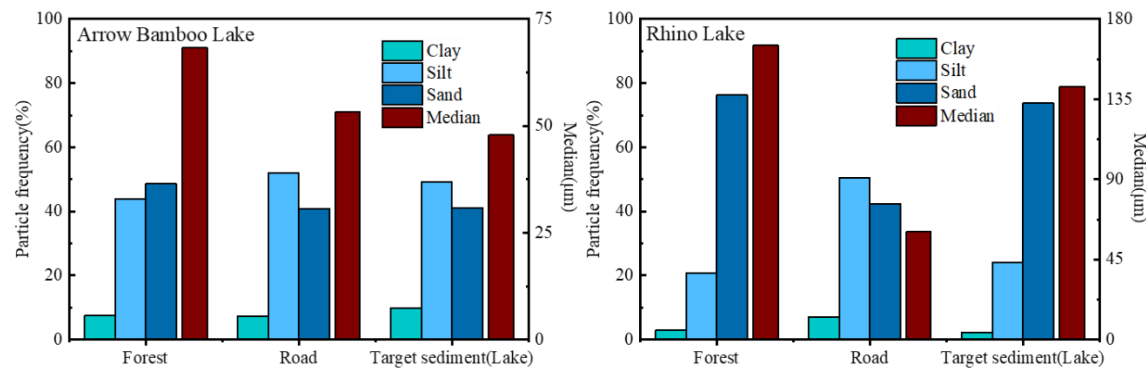 Arrow Bamboo Lake
Clay
Silt
Sand
Median
Particle frequency(%)
100
80
60
40
20
0
75
50
25
0
Median(μm)
Forest
Road
Target sediment(Lake)
Rhino Lake
Clay
Silt
Sand
Median
Particle frequency(%)
100
80
60
40
20
0
180
135
90
45
0
Median(μm)
Forest
Road
Target sediment(Lake)